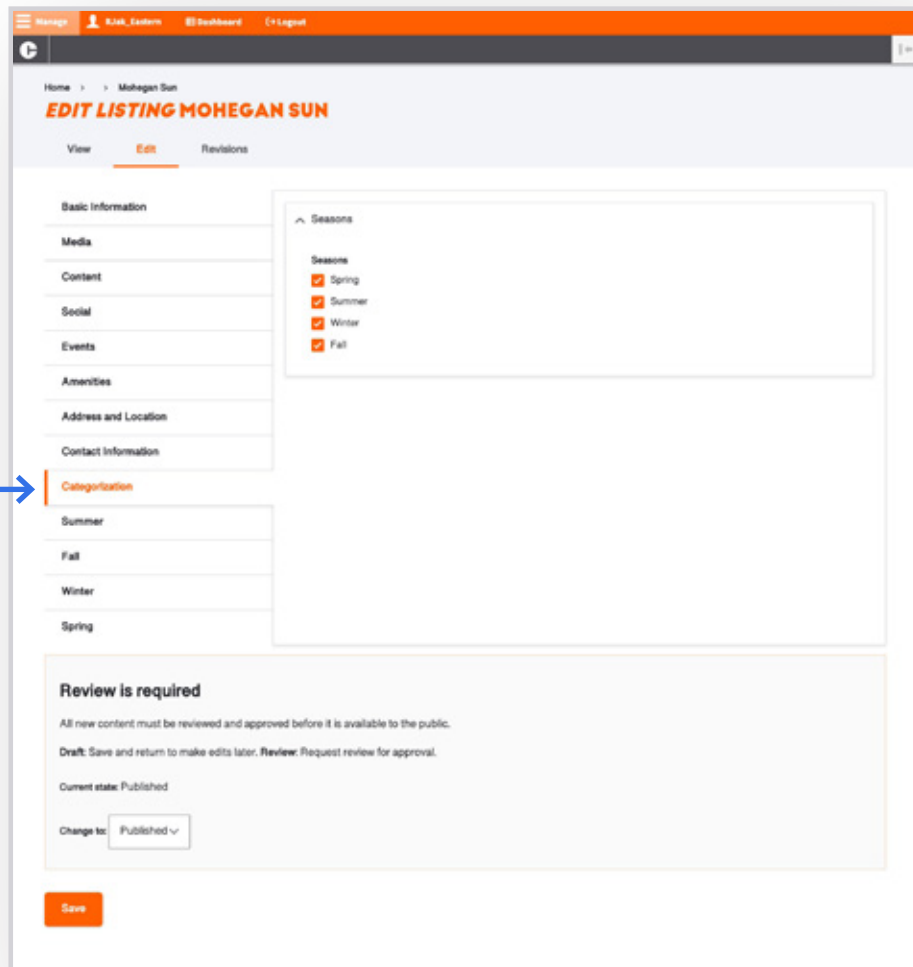 Manage RJak_Eastern Dashboard Logout
Home > > Mohegan Sun
EDIT LISTING MOHEGAN SUN
View Edit Revisions
Basic Information
Media
Content
Social
Events
Amenities
Address and Location
Contact Information
Categorization
Summer
Fall
Winter
Spring
Seasons
Seasons
Spring
Summer
Winter
Fall
Review is required
All new content must be reviewed and approved before it is available to the public.
Draft: Save and return to make edits later. Review: Request review for approval.
Current state: Published
Change to: Published
Save